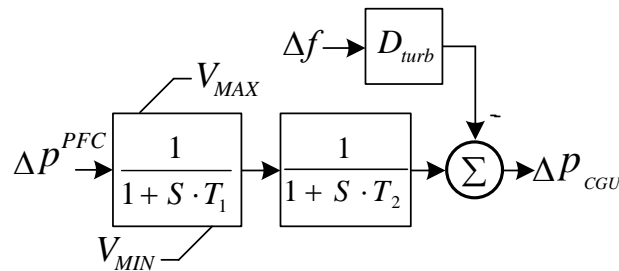 Δf
D_turb
V_MAX
-
Δp^PFC
1
1 + S · T_1
1
1 + S · T_2
Σ
Δp_CGU
V_MIN